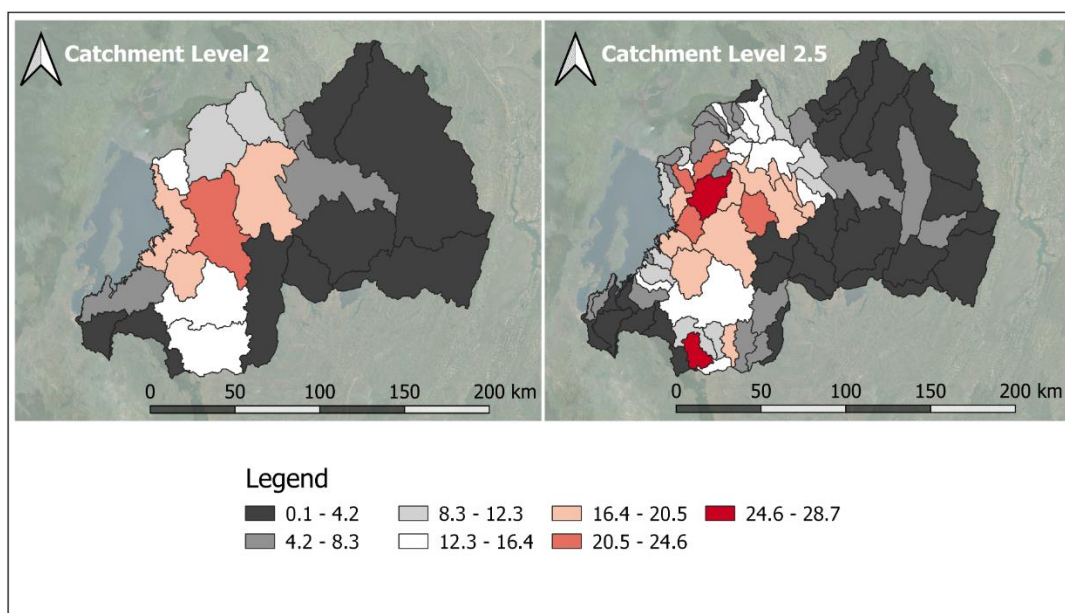 Catchment Level 2
Catchment Level 2.5
0 50 100 150 200 km
0 50 100 150 200 km
Legend
0.1 - 4.2 8.3 - 12.3 16.4 - 20.5 24.6 - 28.7
4.2 - 8.3 12.3 - 16.4 20.5 - 24.6